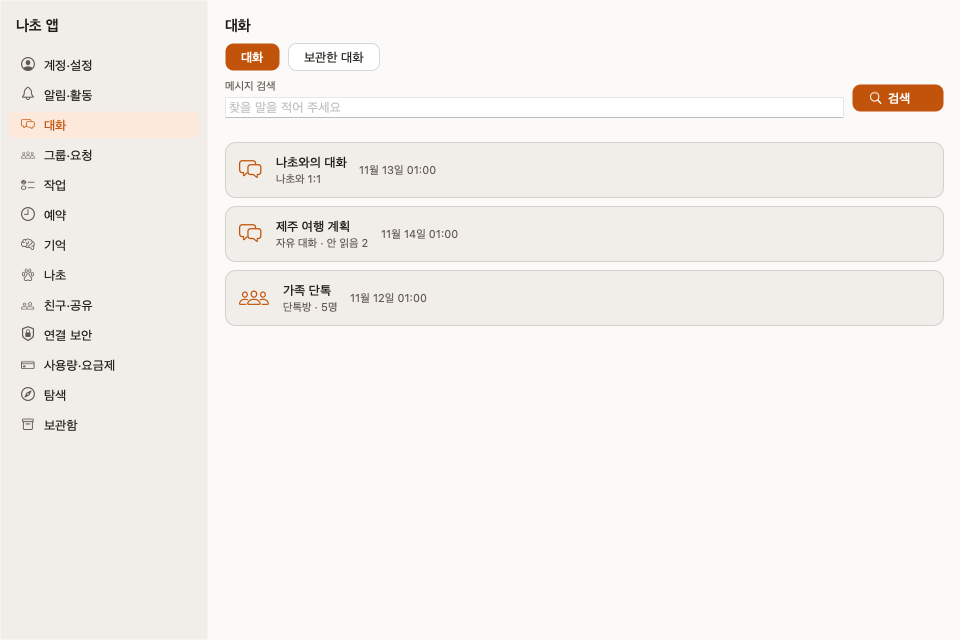 나초 앱
계정·설정
알림·활동
대화
그룹·요청
작업
예약
기억
나초
친구·공유
연결 보안
사용량·요금제
탐색
보관함
대화
대화
보관한 대화
메시지 검색
찾을 말을 적어 주세요
검색
나초와의 대화
나초와 1:1
11월 13일 01:00
제주 여행 계획
자유 대화 · 안 읽음 2
11월 14일 01:00
가족 단톡
단톡방 · 5명
11월 12일 01:00